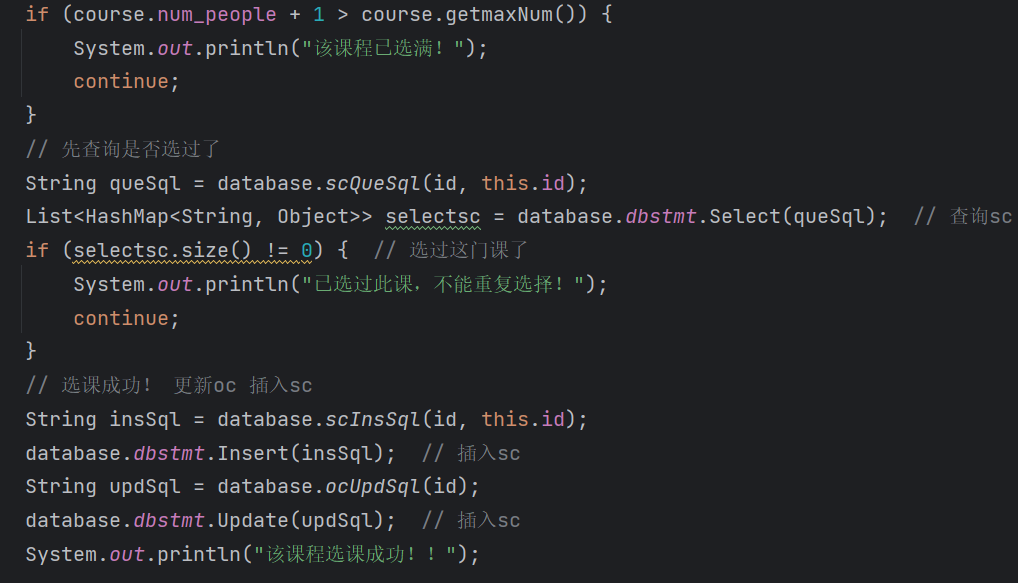 if (course.num_people + 1 > course.getmaxNum()) {
    System.out.println("该课程已选满！");
    continue;
}
// 先查询是否选过了
String queSql = database.scQueSql(id, this.id);
List<HashMap<String, Object>> selectsc = database.dbstmt.Select(queSql);  // 查询sc
if (selectsc.size() != 0) {  // 选过这门课了
    System.out.println("已选过此课，不能重复选择！");
    continue;
}
// 选课成功！ 更新oc 插入sc
String insSql = database.scInsSql(id, this.id);
database.dbstmt.Insert(insSql);  // 插入sc
String updSql = database.ocUpdSql(id);
database.dbstmt.Update(updSql);  // 插入sc
System.out.println("该课程选课成功！！");